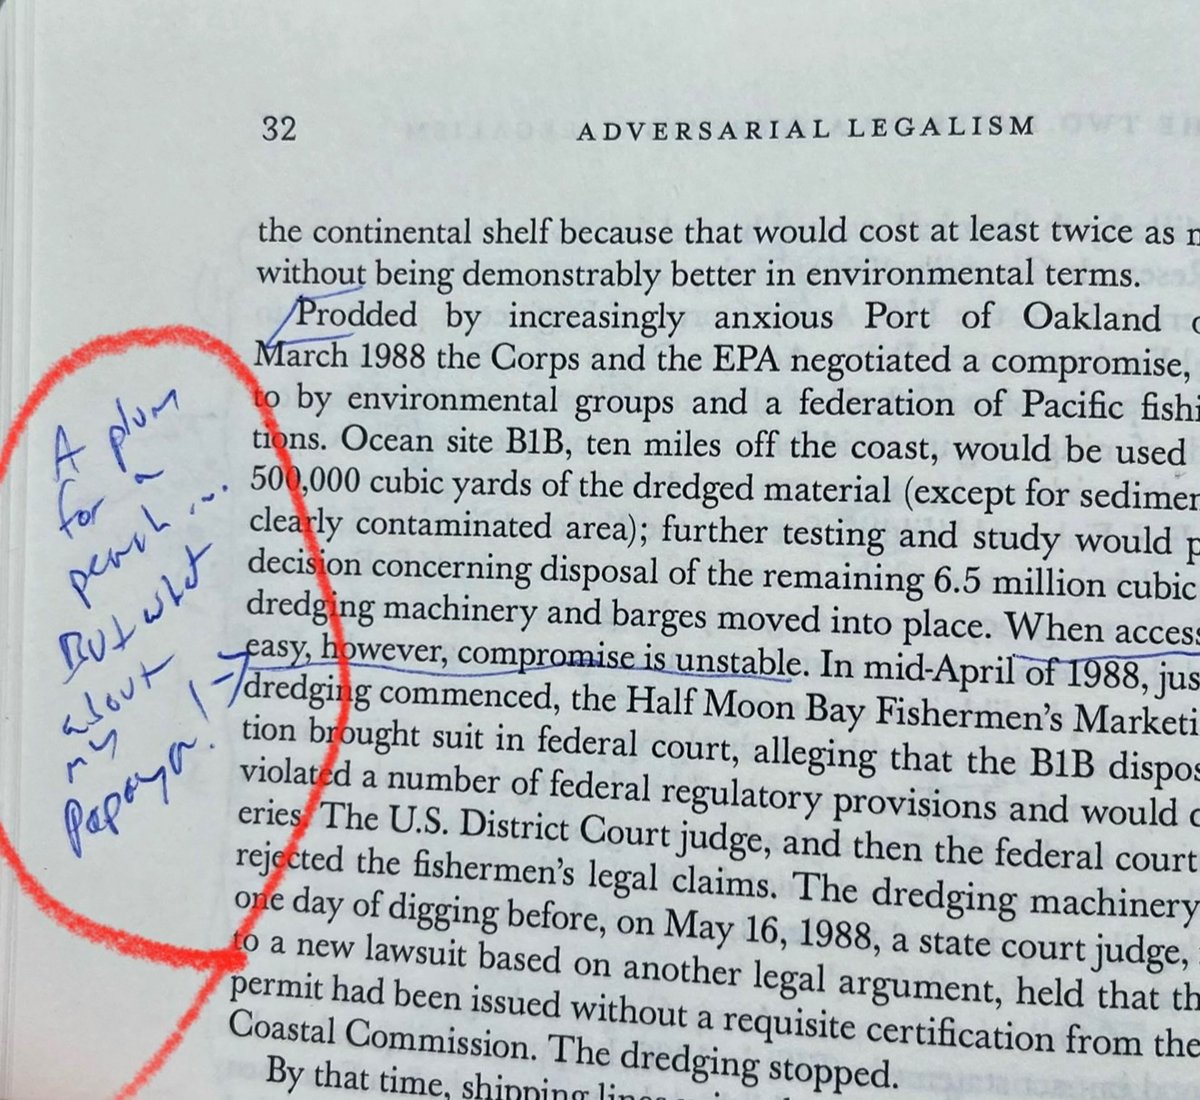 32
ADVERSARIAL LEGALISM
the continental shelf because that would cost at least twice as
without being demonstrably better in environmental terms.
Prodded by increasingly anxious Port of Oakland
March 1988 the Corps and the EPA negotiated a compromise,
to by environmental groups and a federation of Pacific fishi
tions. Ocean site B1B, ten miles off the coast, would be used
500,000 cubic yards of the dredged material (except for sedimen
clearly contaminated area); further testing and study would p
decision concerning disposal of the remaining 6.5 million cubic
dredging machinery and barges moved into place. When access
easy, however, compromise is unstable. In mid-April of 1988, jus
dredging commenced, the Half Moon Bay Fishermen's Marketi
tion brought suit in federal court, alleging that the B1B dispos
violated a number of federal regulatory provisions and would
eries. The U.S. District Court judge, and then the federal court
rejected the fishermen's legal claims. The dredging machinery
one day of digging before, on May 16, 1988, a state court judge,
to a new lawsuit based on another legal argument, held that th
permit had been issued without a requisite certification from the
Coastal Commission. The dredging stopped.
By that time, shipping lines
A plum
for a
peach ...
But what
about
my
Papaya!